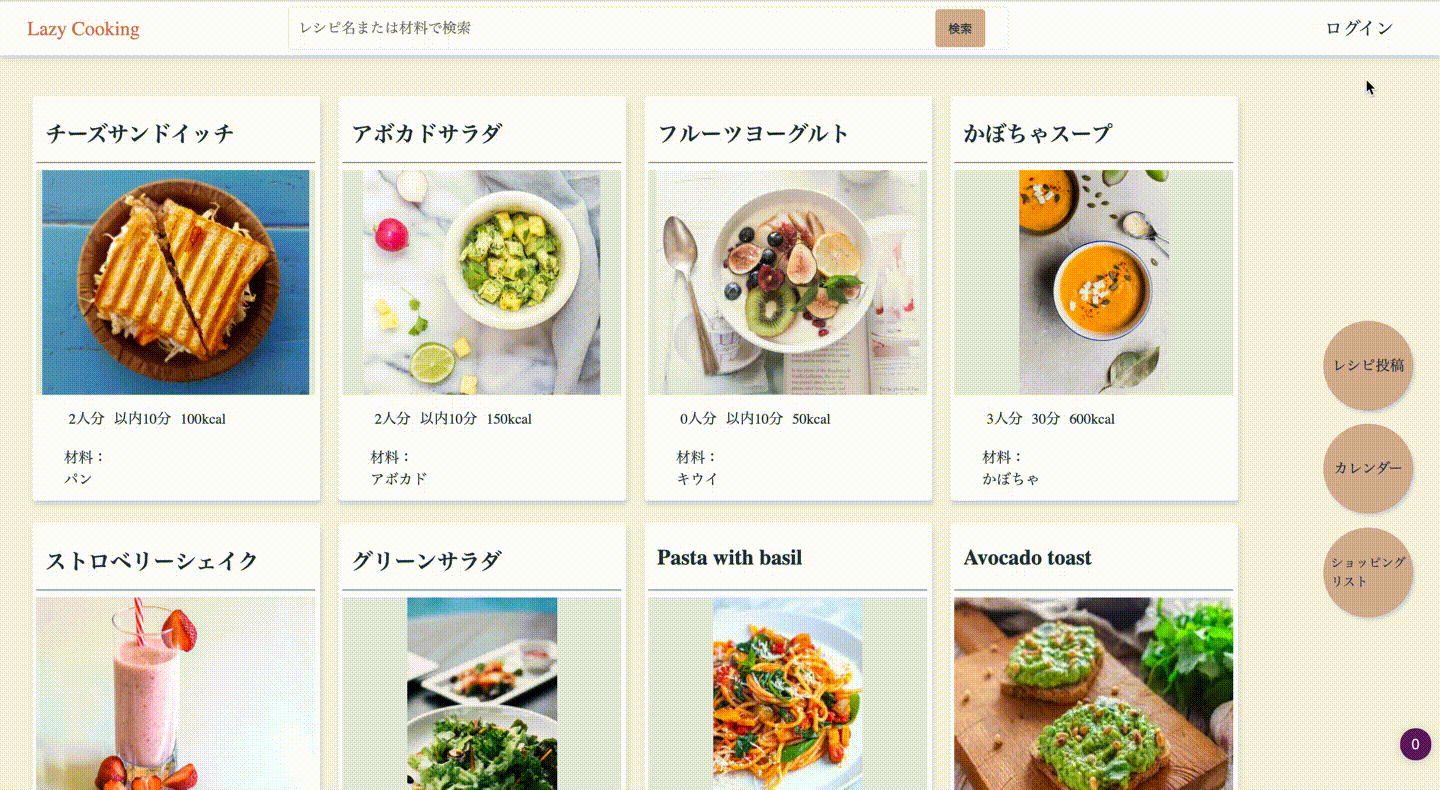 Lazy Cooking
レシピ名または材料で検索
検索
ログイン
チーズサンドイッチ
アボカドサラダ
フルーツヨーグルト
かぼちゃスープ
2人分 以内10分 100kcal
2人分 以内10分 150kcal
0人分 以内10分 50kcal
3人分 30分 600kcal
材料：
パン
材料：
アボカド
材料：
キウイ
材料：
かぼちゃ
レシピ投稿
カレンダー
ショッピング
リスト
ストロベリーシェイク
グリーンサラダ
Pasta with basil
Avocado toast
0